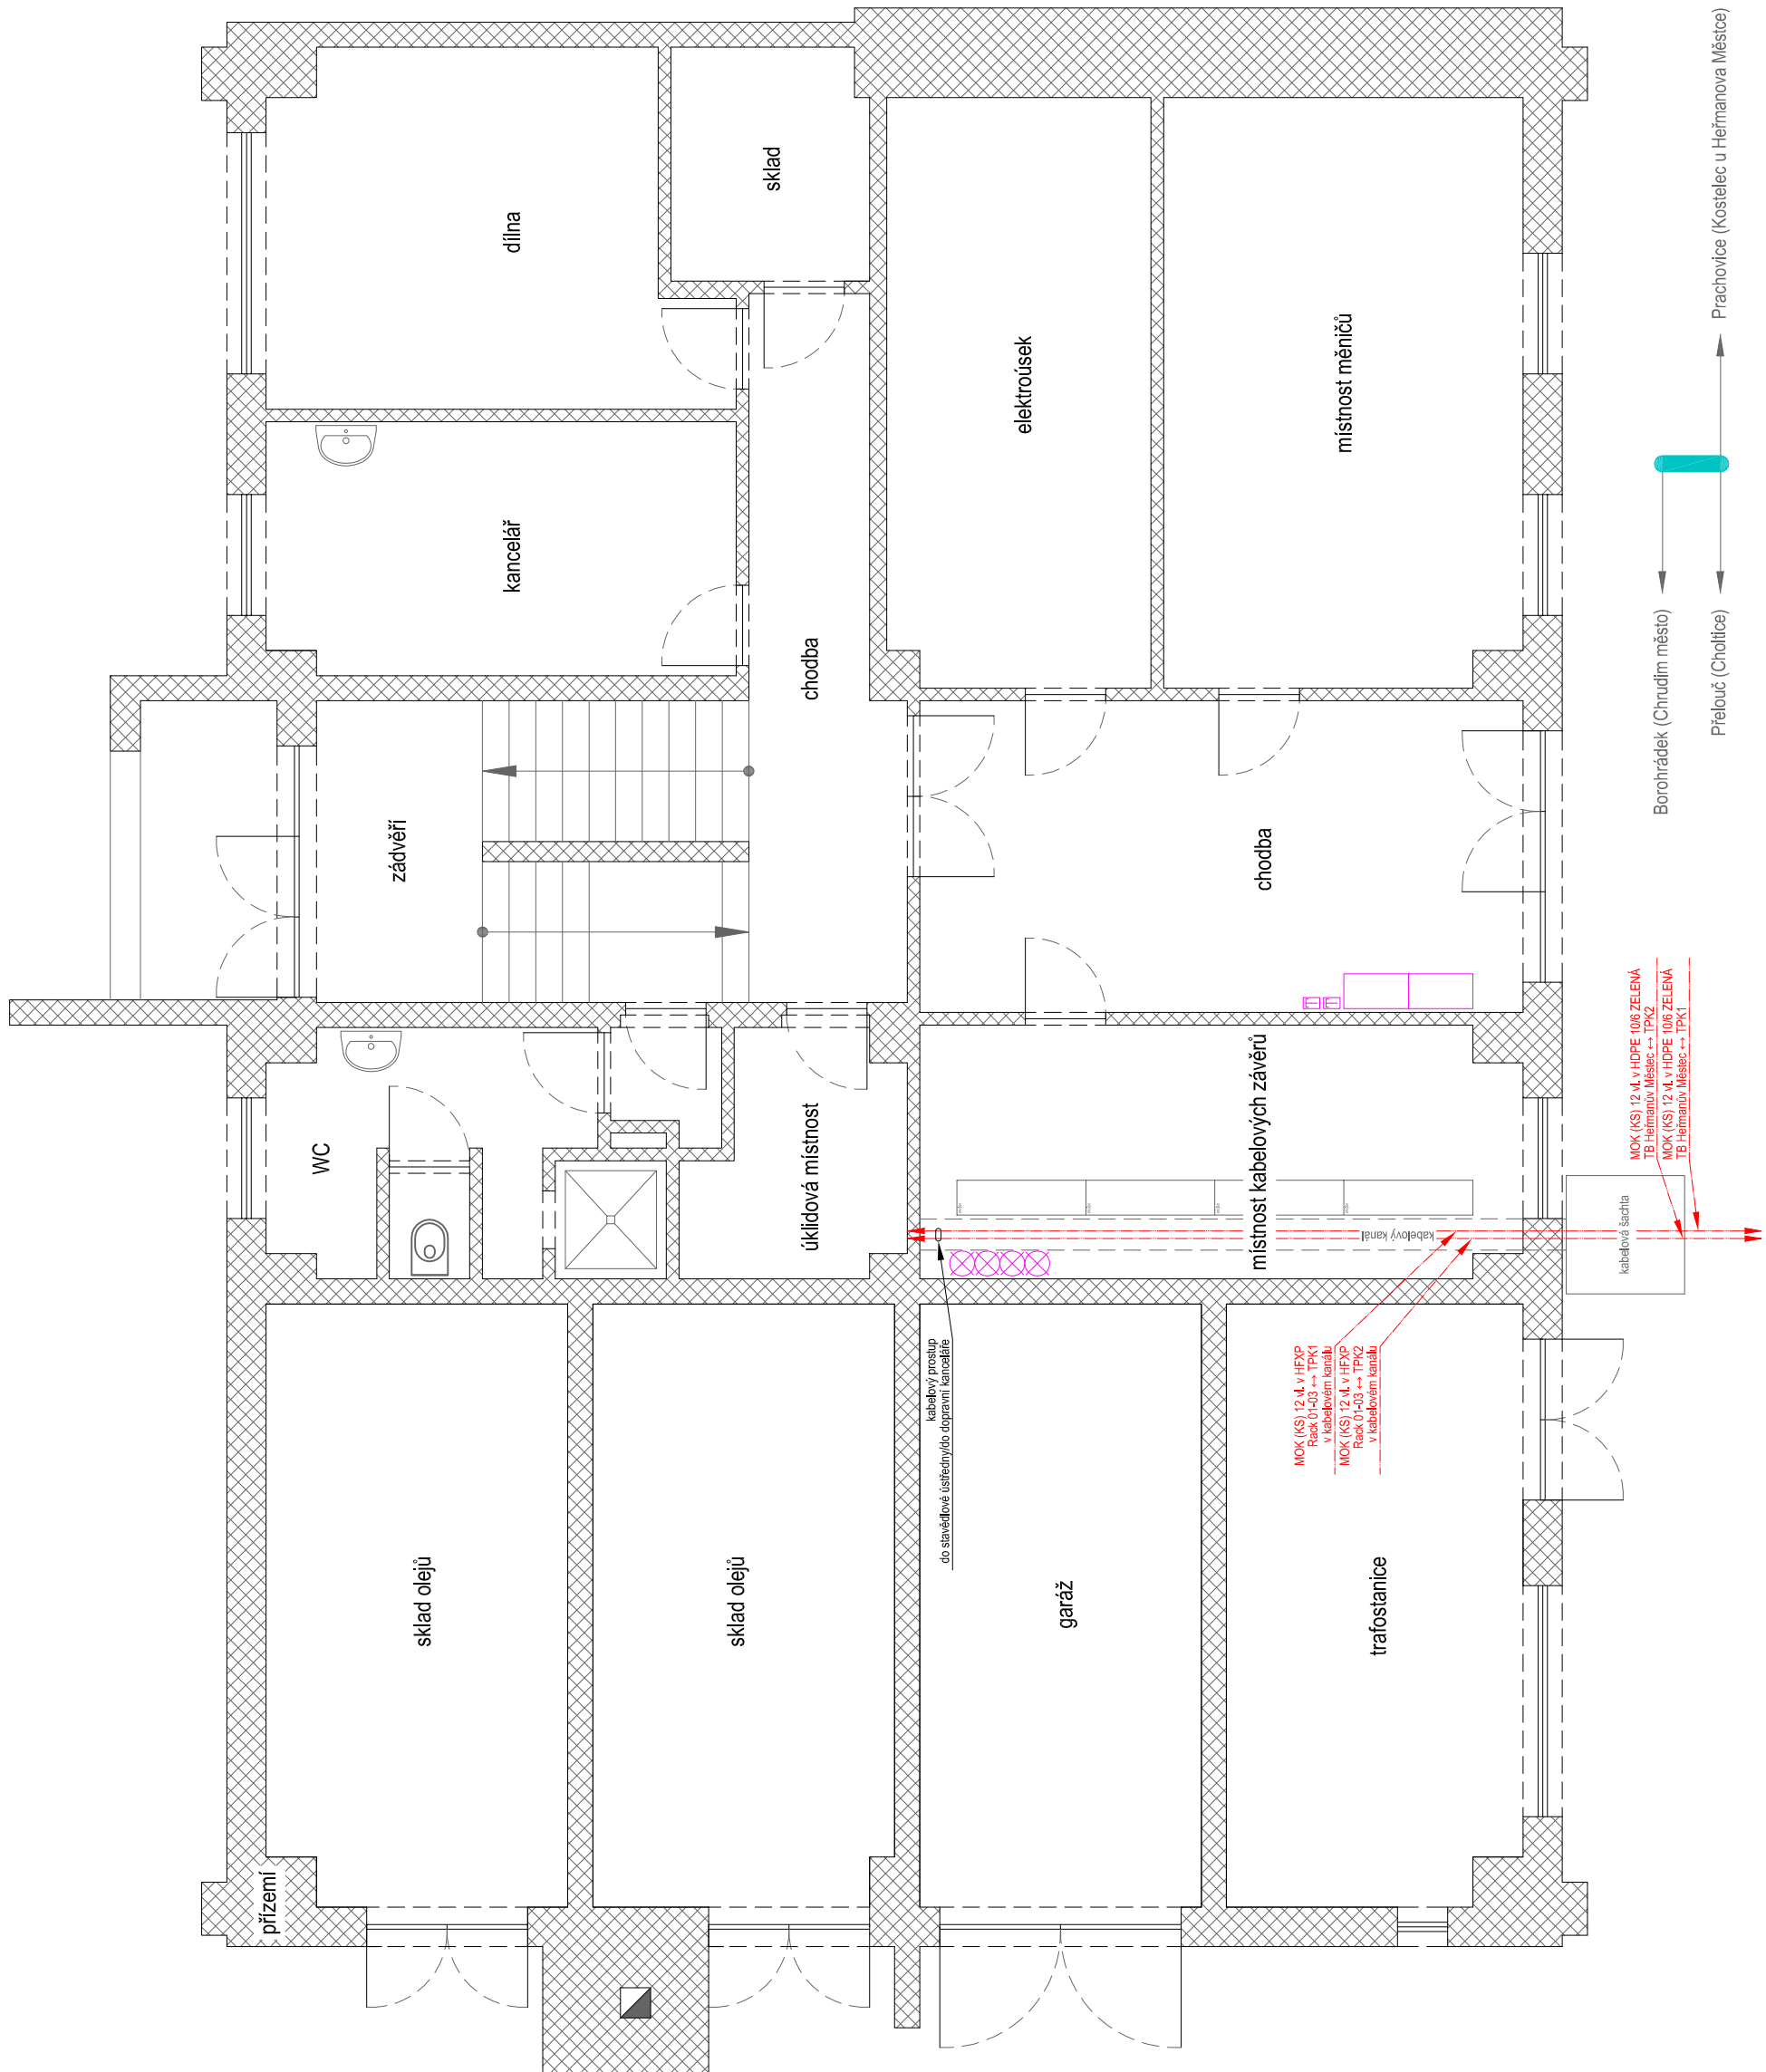 přízemí
sklad olejů
sklad olejů
garáž
trafostanice
WC
úklidová místnost
místnost kabelových závěrů
kabelový kanál
kabelová šachta
kabelový prostup
do stavědlové ústředny/do dopravní kanceláře
MOK (KS) 12 vl. v HFXP
Rack 01-03 ↔ TPK1
v kabelovém kanálu
MOK (KS) 12 vl. v HFXP
Rack 01-03 ↔ TPK2
v kabelovém kanálu
MOK (KS) 12 vl. v HDPE 10/6 ZELENÁ
TB Heřmanův Městec ↔ TPK2
MOK (KS) 12 vl. v HDPE 10/6 ZELENÁ
TB Heřmanův Městec ↔ TPK1
zádveří
chodba
chodba
kancelář
dílna
sklad
elektroúsek
místnost měničů
Borohrádek (Chrudim město)
Přelouč (Choltice)
Prachovice (Kostelec u Heřmanova Městce)